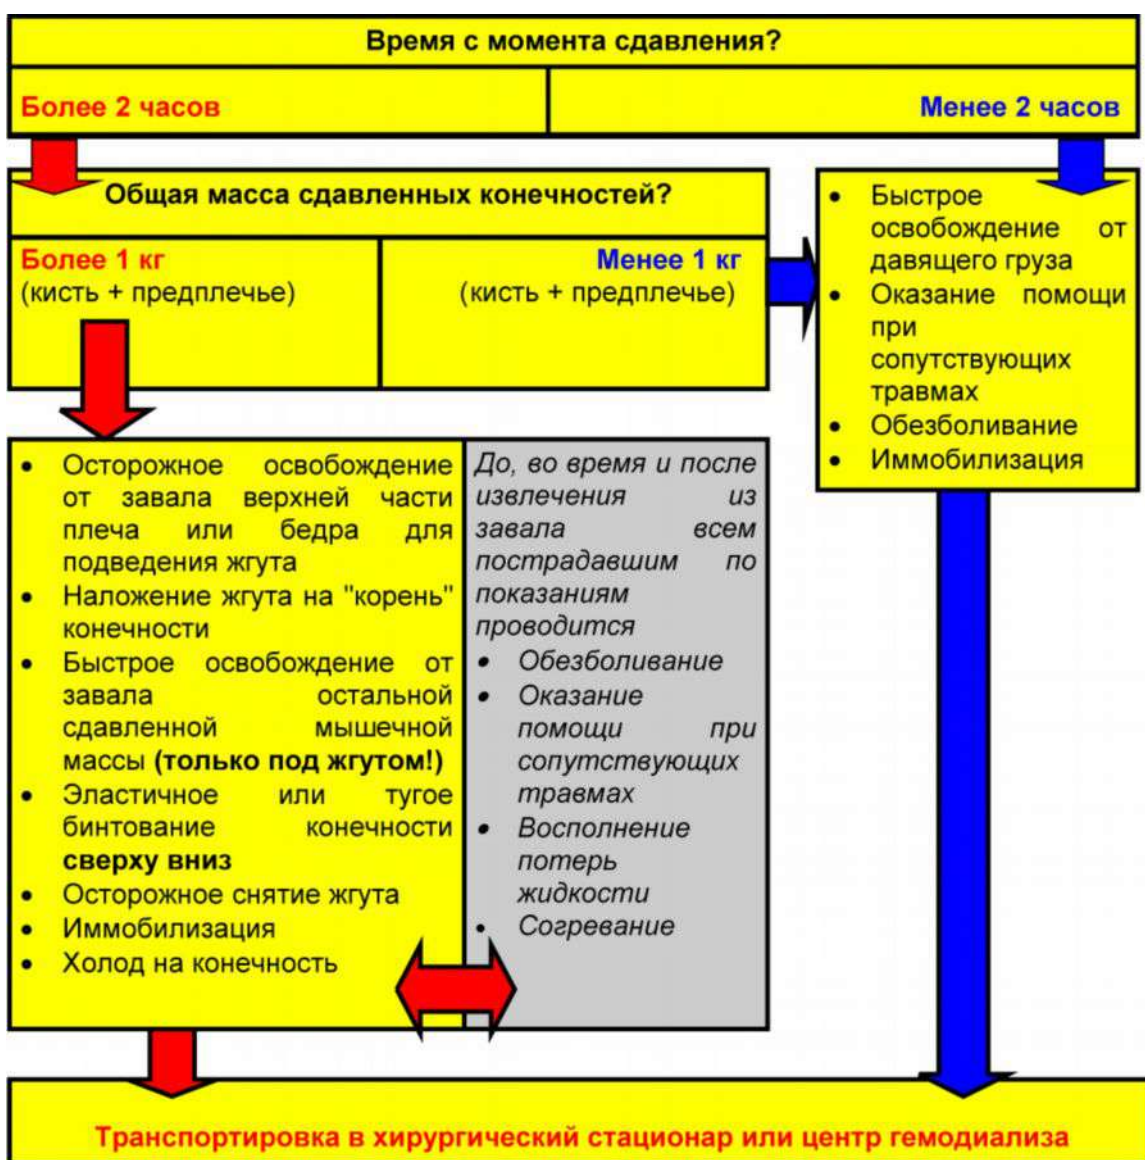 Время с момента сдавления?
Более 2 часов
Менее 2 часов
Общая масса сдавленных конечностей?
Более 1 кг
(кисть + предплечье)
Менее 1 кг
(кисть + предплечье)
• Быстрое
освобождение от
давящего груза
• Оказание помощи
при
сопутствующих
травмах
• Обезболивание
• Иммобилизация
• Осторожное освобождение
от завала верхней части
плеча или бедра для
подведения жгута
• Наложение жгута на "корень"
конечности
• Быстрое освобождение от
завала остальной
сдавленной мышечной
массы (только под жгутом!)
• Эластичное или тугое
бинтование конечности
сверху вниз
• Осторожное снятие жгута
• Иммобилизация
• Холод на конечность
До, во время и после
извлечения из
завала всем
пострадавшим по
показаниям
проводится
• Обезболивание
• Оказание
помощи при
сопутствующих
травмах
• Восполнение
потерь
жидкости
• Согревание
Транспортировка в хирургический стационар или центр гемодиализа